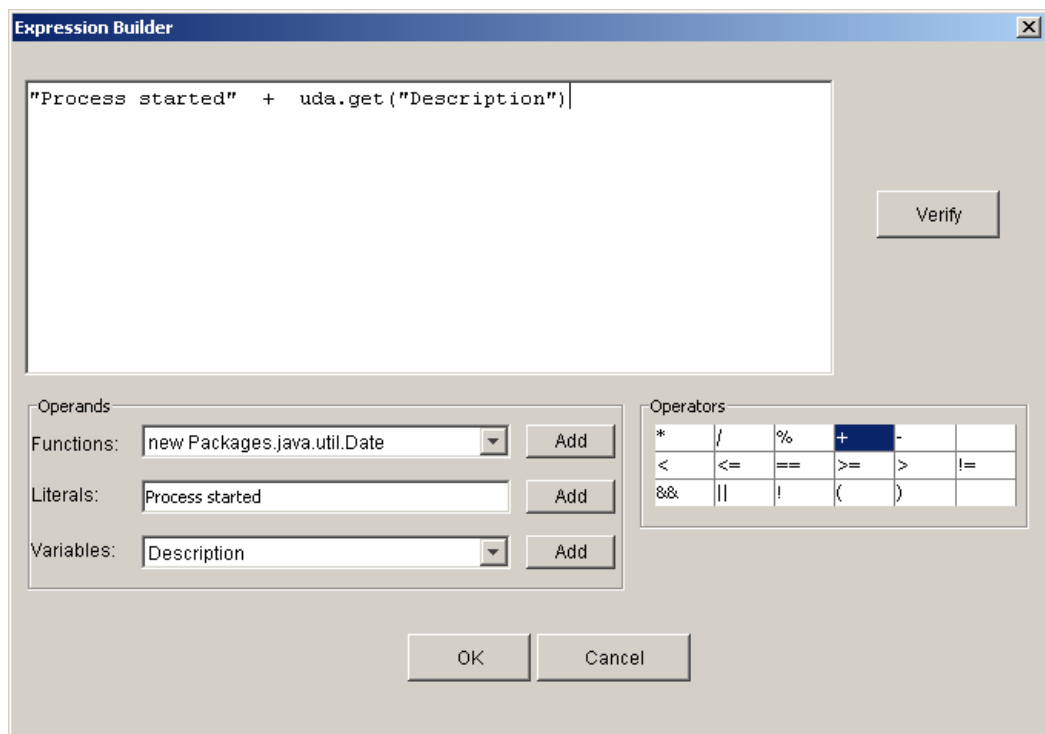 Expression Builder
"Process started"  +  uda.get("Description")
Verify
Operands
Functions: new Packages.java.util.Date Add
Literals: Process started Add
Variables: Description Add
Operators
* / % + -
< <= == >= > !=
&& || ! ( )
OK Cancel